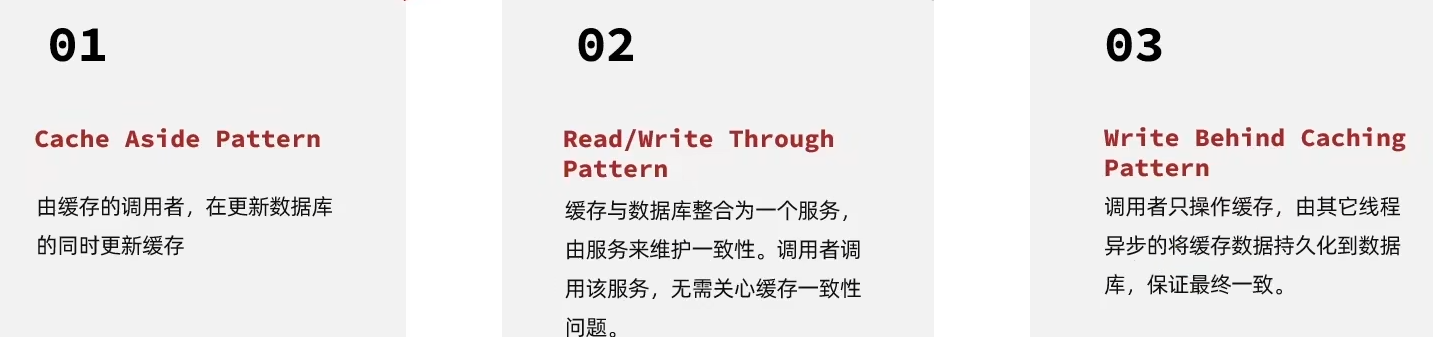 01
Cache Aside Pattern
由缓存的调用者，在更新数据库
的同时更新缓存
02
Read/Write Through
Pattern
缓存与数据库整合为一个服务，
由服务来维护一致性。调用者调
用该服务，无需关心缓存一致性
问题。
03
Write Behind Caching
Pattern
调用者只操作缓存，由其它线程
异步的将缓存数据持久化到数据
库，保证最终一致。